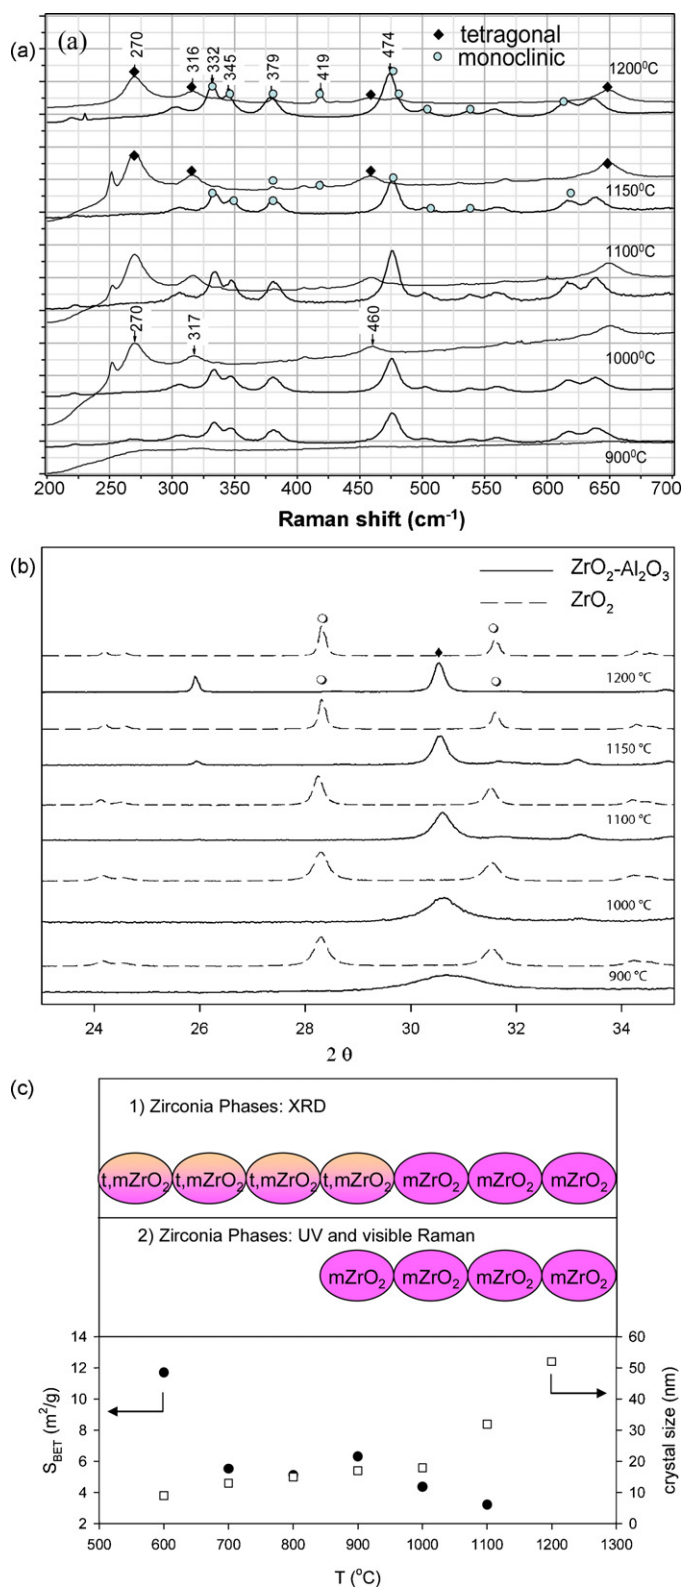 (a)
(a)
◆ tetragonal
monoclinic
270
316
332
345
379
419
474
1200⁰C
1150⁰C
1100⁰C
270
317
460
1000⁰C
900⁰C
200 250 300 350 400 450 500 550 600 650 700
Raman shift (cm⁻¹)
(b)
ZrO₂-Al₂O₃
ZrO₂
1200 °C
1150 °C
1100 °C
1000 °C
900 °C
24 26 28 30 32 34
2 θ
(c)
1) Zirconia Phases: XRD
t,mZrO₂ t,mZrO₂ t,mZrO₂ t,mZrO₂ mZrO₂ mZrO₂ mZrO₂
2) Zirconia Phases: UV and visible Raman
mZrO₂ mZrO₂ mZrO₂ mZrO₂
14
12
10
8
6
4
2
S_BET (m²/g)
60
50
40
30
20
10
0
crystal size (nm)
500 600 700 800 900 1000 1100 1200 1300
T (°C)